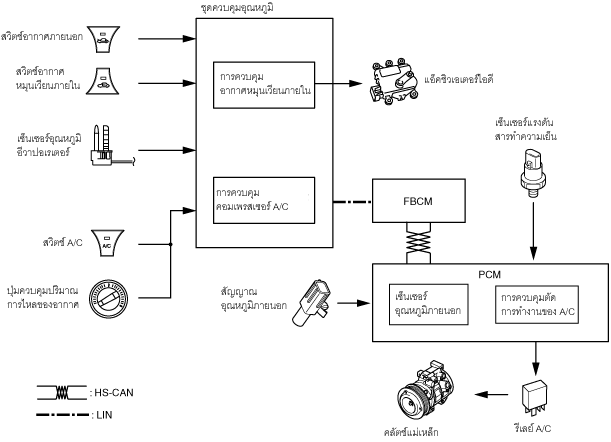 ชุดควบคุมอุณหภูมิ
สวิตช์อากาศภายนอก
สวิตช์อากาศ
หมุนเวียนภายใน
การควบคุม
อากาศหมุนเวียนภายใน
แอ็คชิวเอเตอร์ไอดี
เซ็นเซอร์อุณหภูมิ
อีวาปอเรเตอร์
เซ็นเซอร์แรงดัน
สารทำความเย็น
การควบคุม
คอมเพรสเซอร์ A/C
FBCM
สวิตช์ A/C
A/C
ปุ่มควบคุมปริมาณ
การไหลของอากาศ
สัญญาณ
อุณหภูมิภายนอก
PCM
เซ็นเซอร์
อุณหภูมิภายนอก
การควบคุมตัด
การทำงานของ A/C
: HS-CAN
: LIN
คลัตช์แม่เหล็ก
รีเลย์ A/C